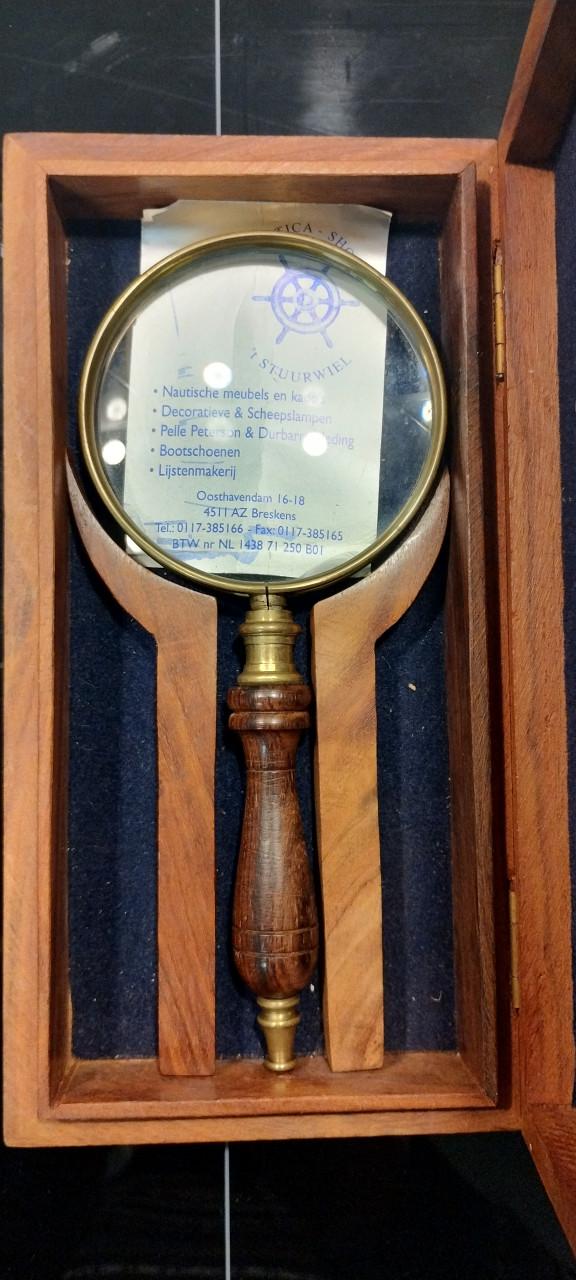 'T STUURWIEL
• Nautische meubels en
• Decoratieve & Scheepslampen
• Pelle Peterson &
• Bootschoenen
• Lijstenmakerij
Oosthavendam 16-18
4511 AZ Breskens
Tel.: 0117-385166 - Fax: 0117-385165
BTW nr NL 1438 71 250 B01